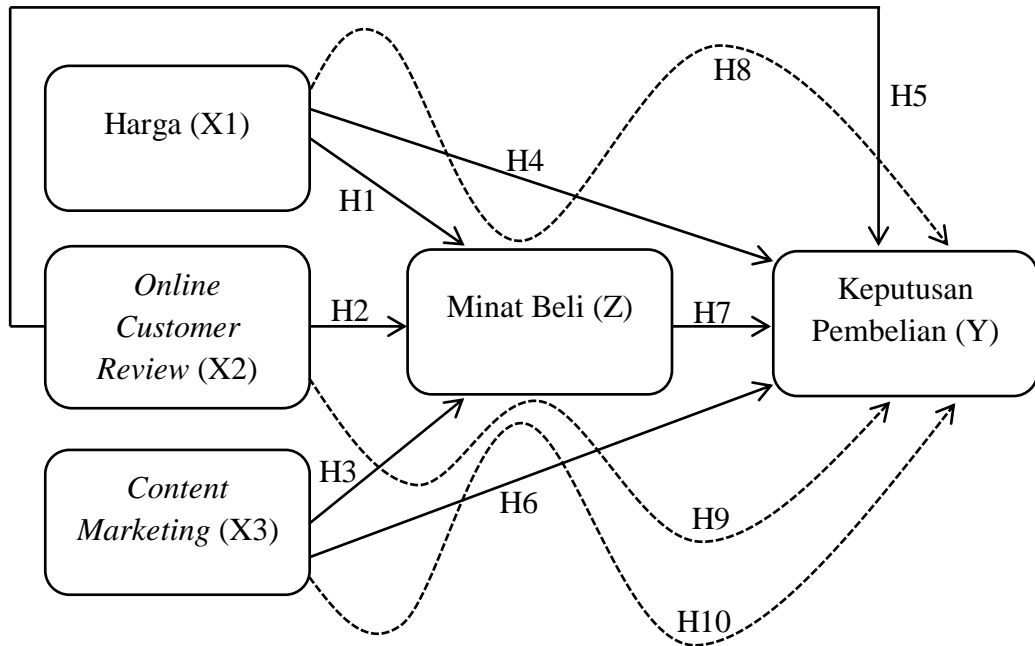 H8
H5
Harga (X1)
H4
H1
Online
Customer
Review (X2)
H2
Minat Beli (Z)
H7
Keputusan
Pembelian (Y)
H3
Content
Marketing (X3)
H6
H9
H10